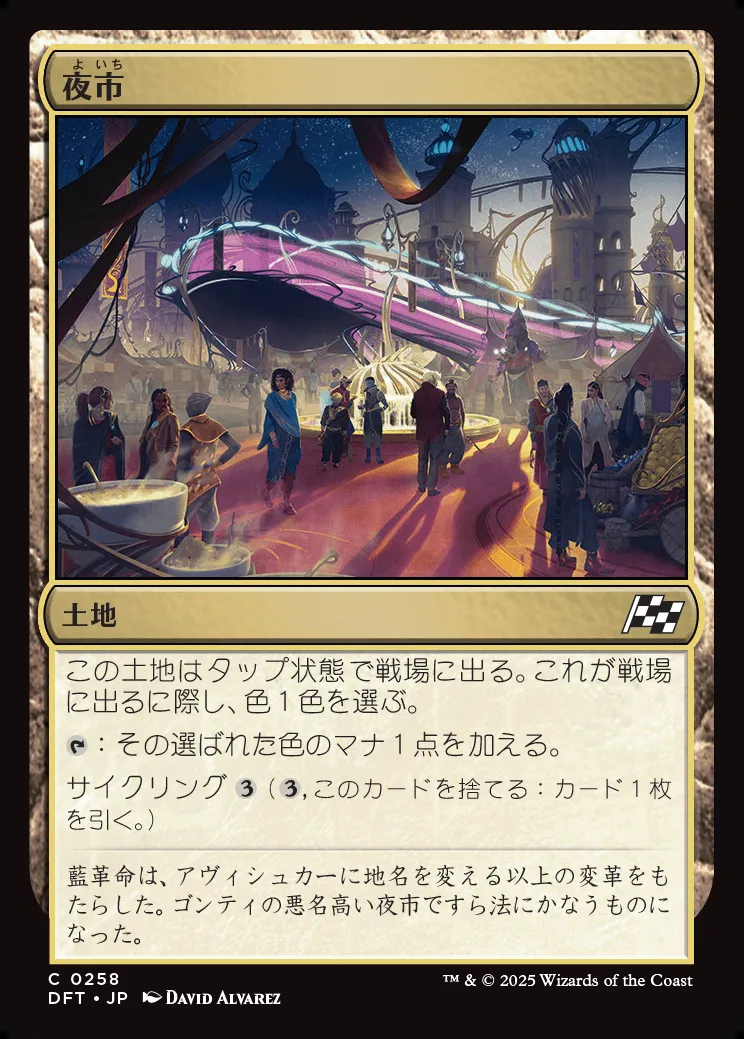 よいち
夜市
土地
この土地はタップ状態で戦場に出る。これが戦場
に出るに際し、色１色を選ぶ。
：その選ばれた色のマナ１点を加える。
サイクリング 3（3,このカードを捨てる：カード１枚
を引く。）
藍革命は、アヴィシュカーに地名を変える以上の変革をも
たらした。ゴンティの悪名高い夜市ですら法にかなうものに
なった。
C 0258
DFT • JP DAVID ALVAREZ
™ & © 2025 Wizards of the Coast